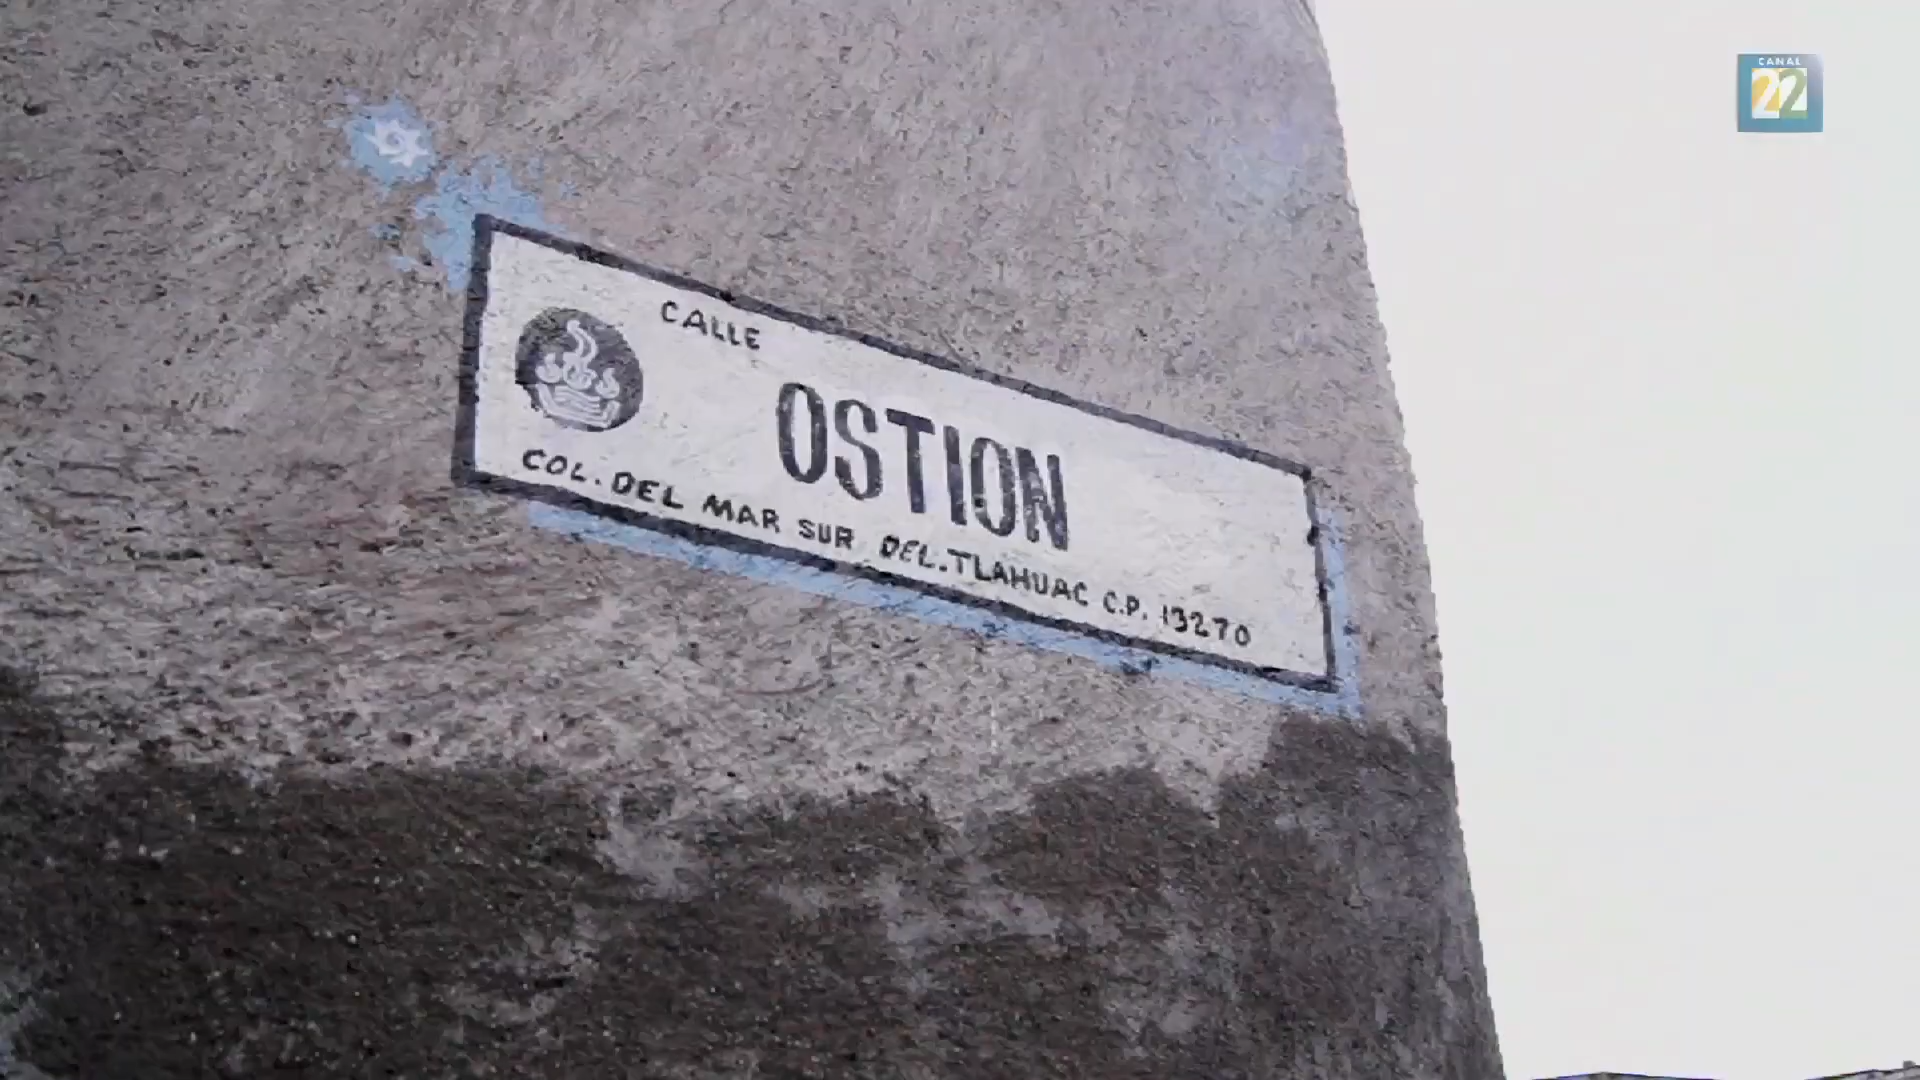 CANAL
22
CALLE
OSTION
COL. DEL MAR SUR DEL. TLAHUAC C.P. 13270